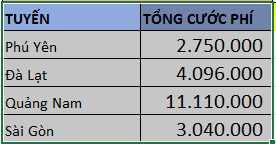 TUYẾN TỔNG CƯỚC PHÍ
Phú Yên 2.750.000
Đà Lạt 4.096.000
Quảng Nam 11.110.000
Sài Gòn 3.040.000